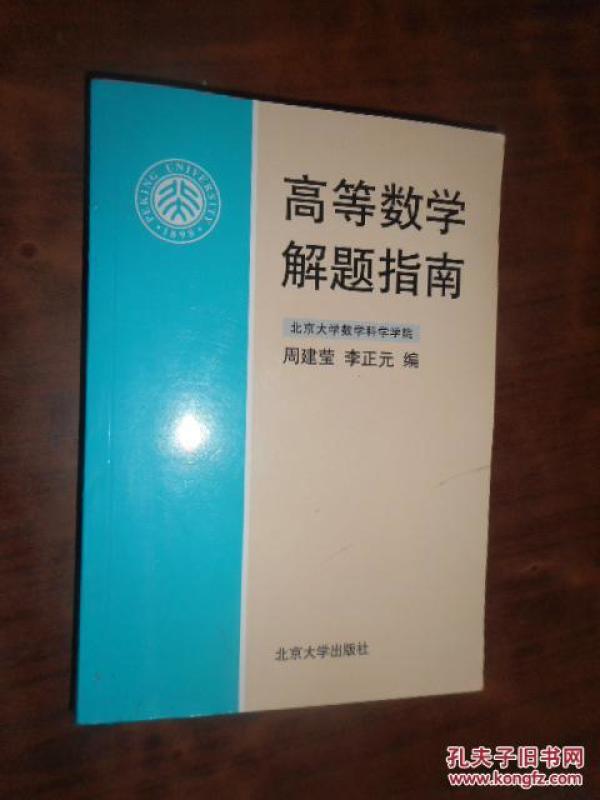 PEKING UNIVERSITY
·1898·
高等数学
解题指南
北京大学数学科学学院
周建莹 李正元 编
北京大学出版社
孔夫子旧书网
www.kongfz.com